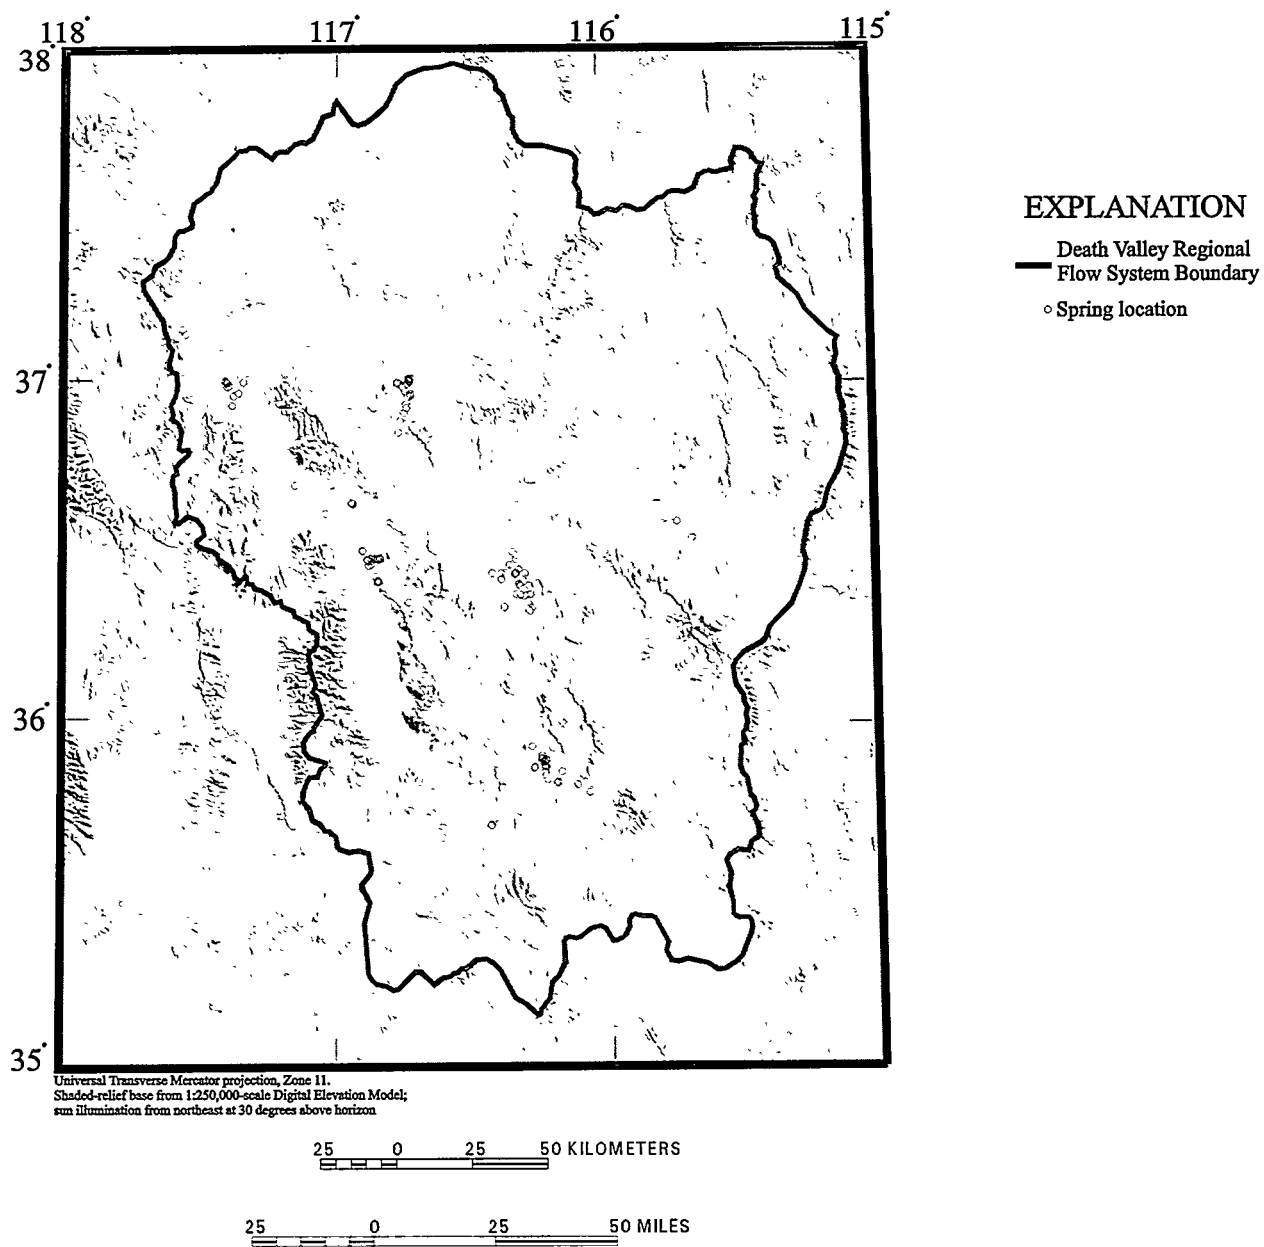 118° 117° 116° 115°
38°
37°
36°
35°
EXPLANATION
Death Valley Regional
Flow System Boundary
Spring location
Universal Transverse Mercator projection, Zone 11.
Shaded-relief base from 1:250,000-scale Digital Elevation Model;
sun illumination from northeast at 30 degrees above horizon
25 0 25 50 KILOMETERS
25 0 25 50 MILES